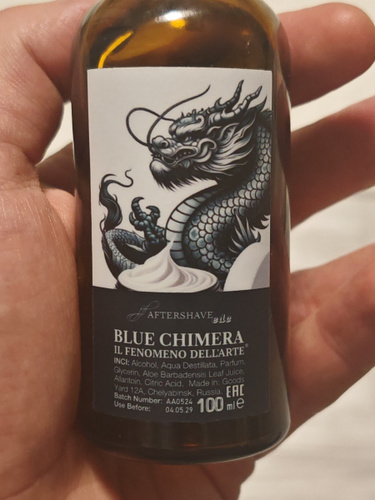 AFTERSHAVE
BLUE CHIMERA
IL FENOMENO DELL'ARTE
INCI: Alcohol, Aqua Destillata, Parfum,
Glycerin, Aloe Barbadensis Leaf Juice,
Allantoin, Citric Acid. Made in: Goods
Yard 12A, Chelyabinsk, Russia. EAC
Batch Number: AA0524
Use Before: 04.05.29 100 ml e